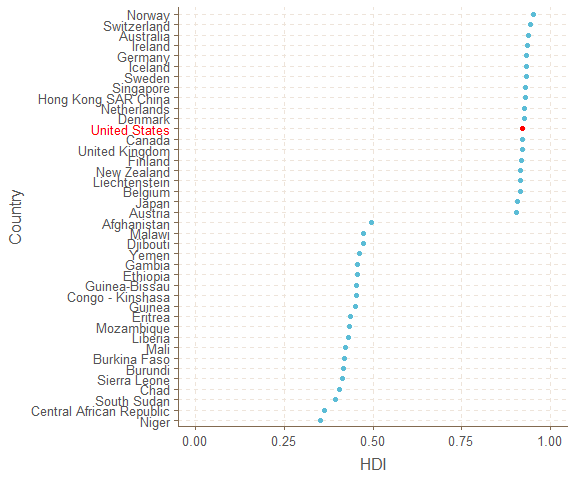 Norway
Switzerland
Australia
Ireland
Germany
Iceland
Sweden
Singapore
Hong Kong SAR China
Netherlands
Denmark
United States
Canada
United Kingdom
Finland
New Zealand
Liechtenstein
Belgium
Japan
Austria
Afghanistan
Malawi
Djibouti
Yemen
Gambia
Ethiopia
Guinea-Bissau
Congo - Kinshasa
Guinea
Eritrea
Mozambique
Liberia
Mali
Burkina Faso
Burundi
Sierra Leone
Chad
South Sudan
Central African Republic
Niger
Country
0.00 0.25 0.50 0.75 1.00
HDI